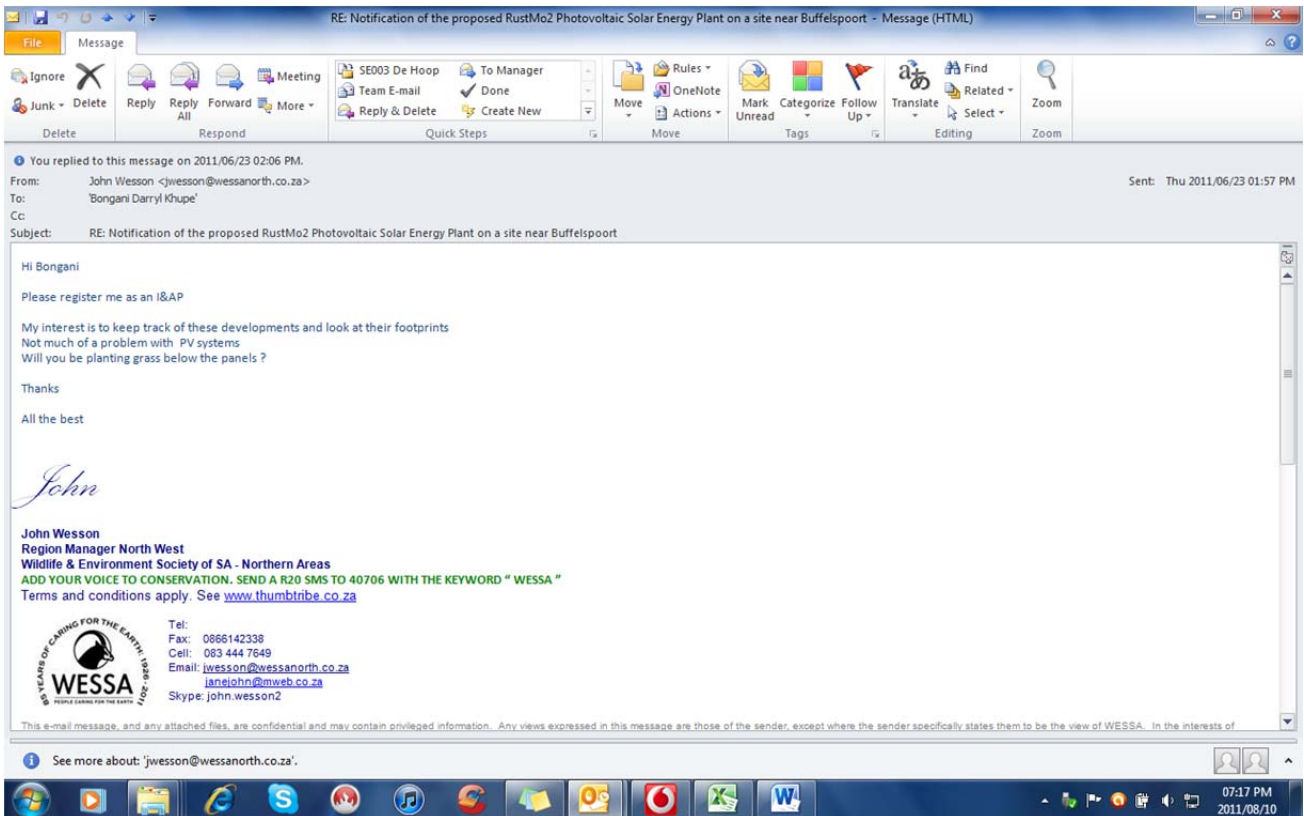 RE: Notification of the proposed RustMo2 Photovoltaic Solar Energy Plant on a site near Buffelspoort - Message (HTML)
File
Message
Ignore
Junk
Delete
Reply
Reply All
Forward
Meeting
More
SE003 De Hoop
To Manager
Team E-mail
Done
Reply & Delete
Create New
Move
Rules
OneNote
Actions
Mark Unread
Categorize
Follow Up
Translate
Find
Related
Select
Zoom
Delete
Respond
Quick Steps
Move
Tags
Editing
Zoom
You replied to this message on 2011/06/23 02:06 PM.
From: John Wesson <jwesson@wessanorth.co.za>
Sent: Thu 2011/06/23 01:57 PM
To: 'Bongani Darryl Khupe'
Cc:
Subject: RE: Notification of the proposed RustMo2 Photovoltaic Solar Energy Plant on a site near Buffelspoort
Hi Bongani
Please register me as an I&AP
My interest is to keep track of these developments and look at their footprints
Not much of a problem with PV systems
Will you be planting grass below the panels ?
Thanks
All the best
John
John Wesson
Region Manager North West
Wildlife & Environment Society of SA - Northern Areas
ADD YOUR VOICE TO CONSERVATION. SEND A R20 SMS TO 40706 WITH THE KEYWORD “ WESSA ”
Terms and conditions apply. See www.thumbtribe.co.za
YEARS OF CARING FOR THE EARTH: 1926 - 2011
WESSA
PEOPLE CARING FOR THE EARTH
Tel:
Fax: 0866142338
Cell: 083 444 7649
Email: jwesson@wessanorth.co.za
janejohn@mweb.co.za
Skype: john.wesson2
This e-mail message, and any attached files, are confidential and may contain privileged information. Any views expressed in this message are those of the sender, except where the sender specifically states them to be the view of WESSA. In the interests of
See more about: 'jwesson@wessanorth.co.za'.
07:17 PM
2011/08/10